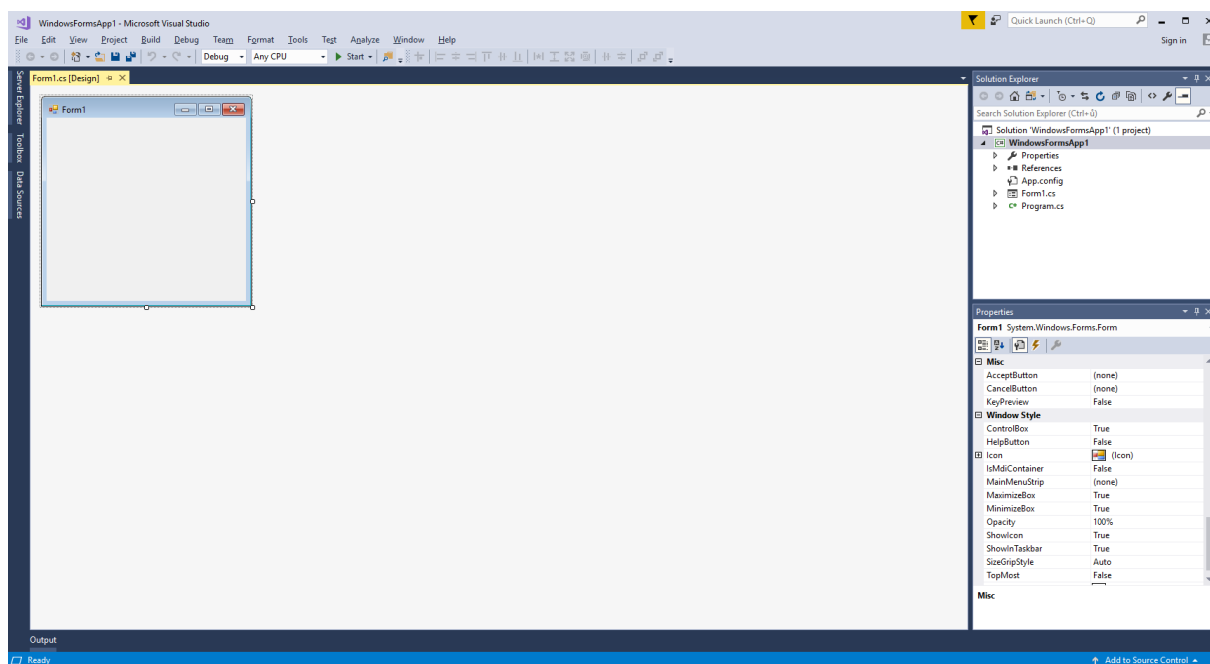 WindowsFormsApp1 - Microsoft Visual Studio
Quick Launch (Ctrl+Q)
File Edit View Project Build Debug Team Format Tools Test Analyze Window Help
Sign in
Debug Any CPU Start
Server Explorer
Toolbox
Data Sources
Form1.cs [Design]
Form1
Solution Explorer
Search Solution Explorer (Ctrl+ů)
Solution 'WindowsFormsApp1' (1 project)
WindowsFormsApp1
Properties
References
App.config
Form1.cs
Program.cs
Properties
Form1 System.Windows.Forms.Form
Misc
AcceptButton (none)
CancelButton (none)
KeyPreview False
Window Style
ControlBox True
HelpButton False
Icon (Icon)
IsMdiContainer False
MainMenuStrip (none)
MaximizeBox True
MinimizeBox True
Opacity 100%
ShowIcon True
ShowInTaskbar True
SizeGripStyle Auto
TopMost False
Misc
Output
Ready
Add to Source Control